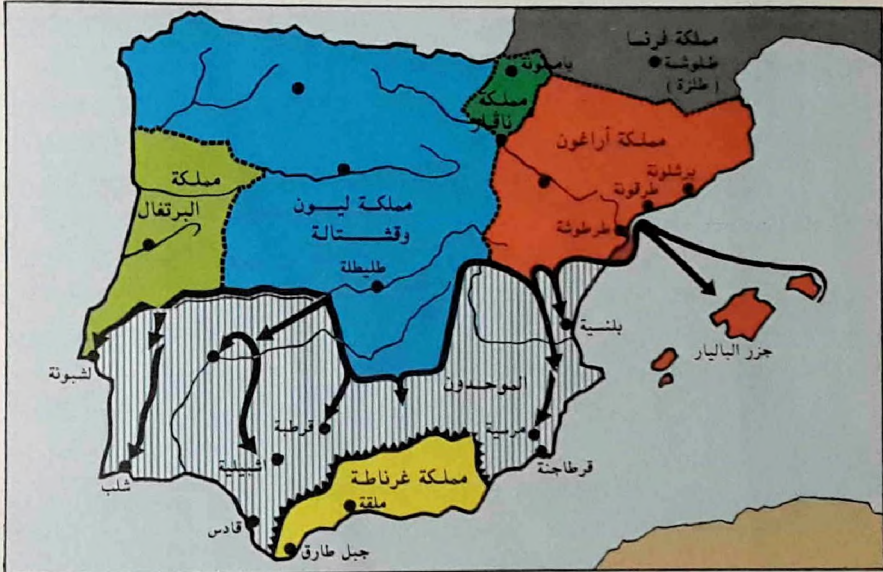 مملكة فرنسا
طلوشة
( طلزة )
بامبلونة
مملكة
ناڤار
مملكة أراغون
برشلونة
طرقونة
طرطوشة
مملكة
البرتغال
مملكة ليون
وقشتالة
طليطلة
بلنسية
جزر الباليار
لشبونة
الموحدون
قرطبة
مرسية
اشبيلية
قرطاجنة
شلب
مملكة غرناطة
ملقة
قادس
جبل طارق